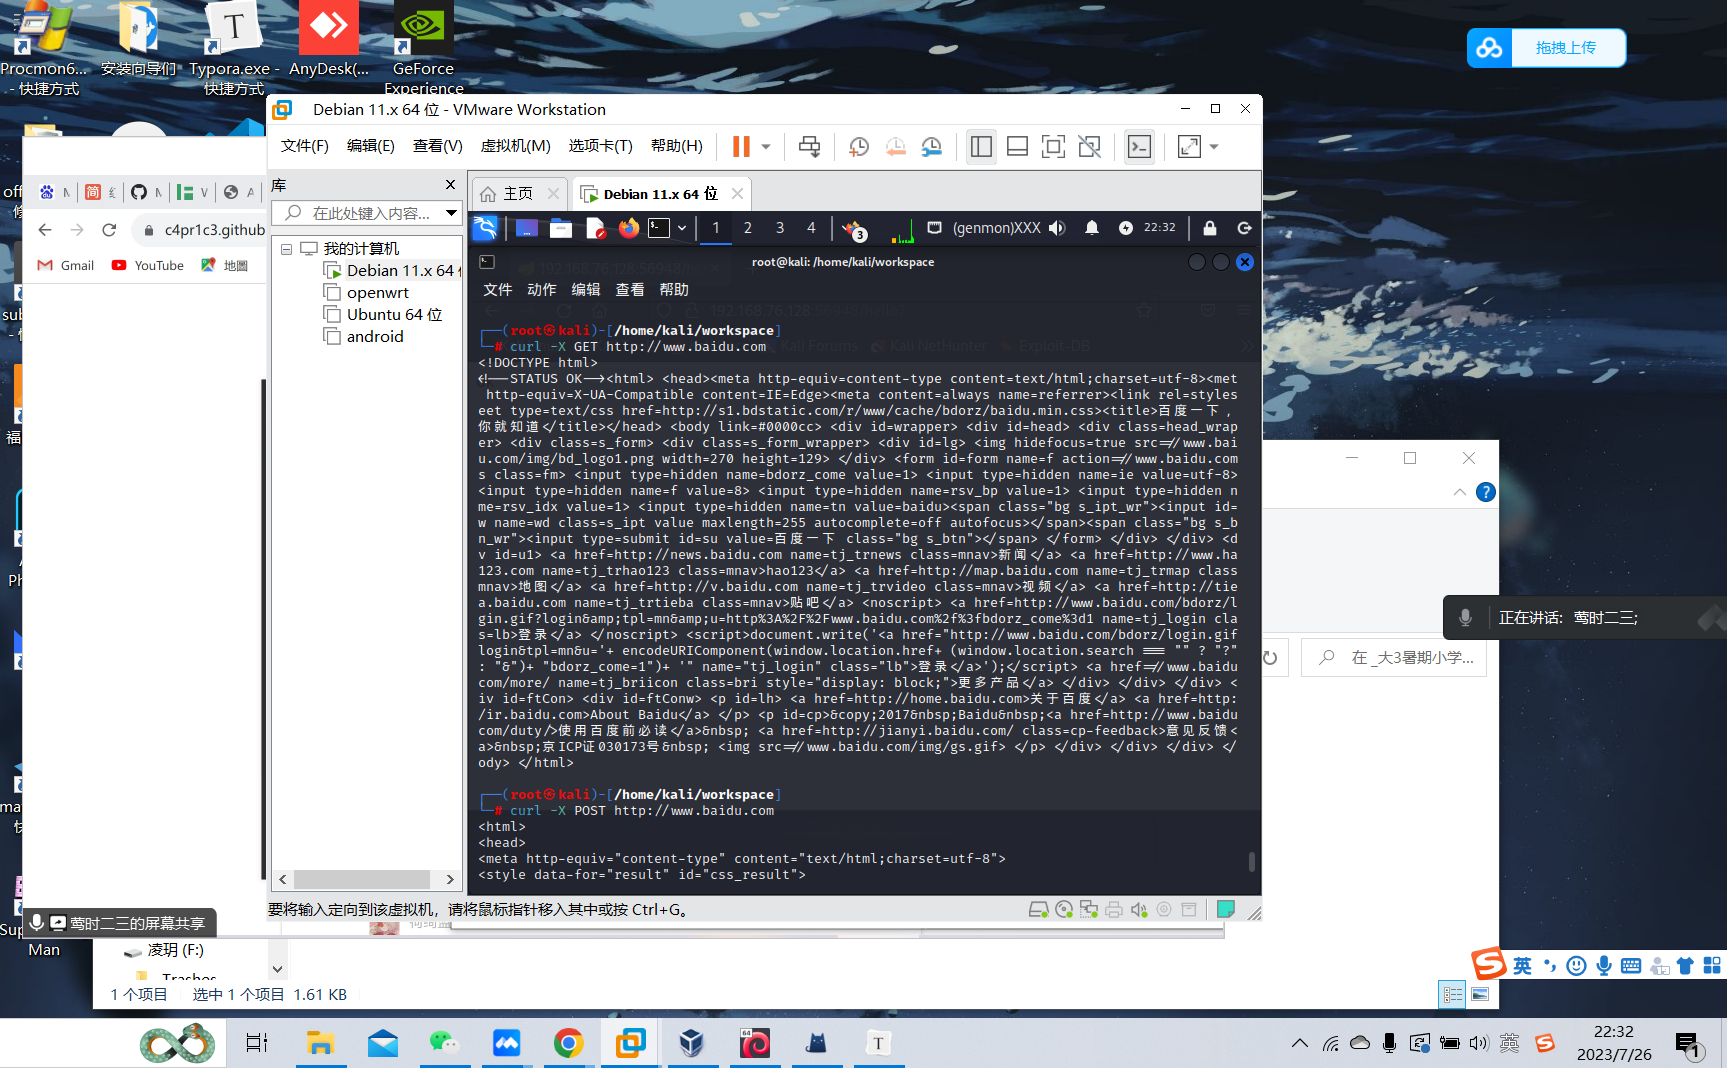 Procmon6...
- 快捷方式
安装向导们
Typora.exe -
快捷方式
AnyDesk(...
GeForce
Experience
拖拽上传
Debian 11.x 64 位 - VMware Workstation
文件(F) 编辑(E) 查看(V) 虚拟机(M) 选项卡(T) 帮助(H)
库
在此处键入内容...
我的计算机
Debian 11.x 64 位
openwrt
Ubuntu 64 位
android
主页
Debian 11.x 64 位
1 2 3 4
3
(genmon)XXX
22:32
root@kali: /home/kali/workspace
文件 动作 编辑 查看 帮助
c4pr1c3.github
Gmail YouTube 地圖
┌──(root㉿kali)-[/home/kali/workspace]
└─# curl -X GET http://www.baidu.com
<!DOCTYPE html>
<!--STATUS OK--><html> <head><meta http-equiv=content-type content=text/html;charset=utf-8><met
http-equiv=X-UA-Compatible content=IE=Edge><meta content=always name=referrer><link rel=styles
eet type=text/css href=http://s1.bdstatic.com/r/www/cache/bdorz/baidu.min.css><title>百度一下，
你就知道</title></head> <body link=#0000cc> <div id=wrapper> <div id=head> <div class=head_wrap
er> <div class=s_form> <div class=s_form_wrapper> <div id=lg> <img hidefocus=true src=//www.bai
u.com/img/bd_logo1.png width=270 height=129> </div> <form id=form name=f action=//www.baidu.com
s class=fm> <input type=hidden name=bdorz_come value=1> <input type=hidden name=ie value=utf-8>
<input type=hidden name=f value=8> <input type=hidden name=rsv_bp value=1> <input type=hidden n
me=rsv_idx value=1> <input type=hidden name=tn value=baidu><span class="bg s_ipt_wr"><input id=
w name=wd class=s_ipt value maxlength=255 autocomplete=off autofocus></span><span class="bg s_b
n_wr"><input type=submit id=su value=百度一下 class="bg s_btn"></span> </form> </div> </div> <d
v id=u1> <a href=http://news.baidu.com name=tj_trnews class=mnav>新闻</a> <a href=http://www.ha
123.com name=tj_trhao123 class=mnav>hao123</a> <a href=http://map.baidu.com name=tj_trmap class
mnav>地图</a> <a href=http://v.baidu.com name=tj_trvideo class=mnav>视频</a> <a href=http://tie
a.baidu.com name=tj_trtieba class=mnav>贴吧</a> <noscript> <a href=http://www.baidu.com/bdorz/l
gin.gif?login&amp;tpl=mn&amp;u=http%3A%2F%2Fwww.baidu.com%2f%3fbdorz_come%3d1 name=tj_login clas
s=lb>登录</a> </noscript> <script>document.write('<a href="http://www.baidu.com/bdorz/login.gif
login&tpl=mn&u='+ encodeURIComponent(window.location.href+ (window.location.search === "" ? "?"
: "&")+ "bdorz_come=1")+ '" name="tj_login" class="lb">登录</a>');</script> <a href=//www.baidu
com/more/ name=tj_briicon class=bri style="display: block;">更多产品</a> </div> </div> </div> <
iv id=ftCon> <div id=ftConw> <p id=lh> <a href=http://home.baidu.com>关于百度</a> <a href=http:
/ir.baidu.com>About Baidu</a> </p> <p id=cp>&copy;2017&nbsp;Baidu&nbsp;<a href=http://www.baidu
com/duty/>使用百度前必读</a>&nbsp; <a href=http://jianyi.baidu.com/ class=cp-feedback>意见反馈<
a>&nbsp;京ICP证030173号&nbsp; <img src=//www.baidu.com/img/gs.gif> </p> </div> </div> </div> </
ody> </html>
┌──(root㉿kali)-[/home/kali/workspace]
└─# curl -X POST http://www.baidu.com
<html>
<head>
<meta http-equiv="content-type" content="text/html;charset=utf-8">
<style data-for="result" id="css_result">
要将输入定向到该虚拟机，请将鼠标指针移入其中或按 Ctrl+G。
正在讲话: 莺时二三;
在 _大3暑期小学...
莺时二三的屏幕共享
Man
凌玥 (F:)
Trashes
1 个项目 选中 1 个项目 1.61 KB
英
22:32
2023/7/26
英
1